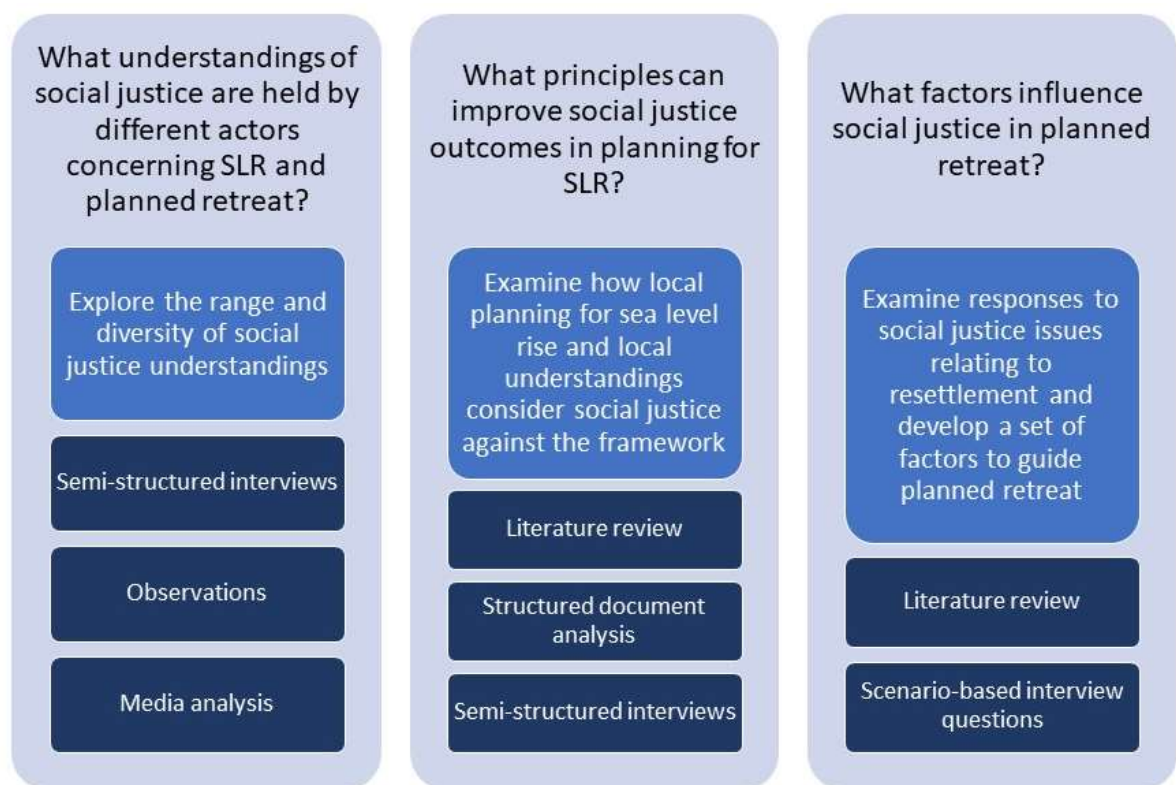 What understandings of
social justice are held by
different actors
concerning SLR and
planned retreat?
Explore the range and
diversity of social
justice understandings
Semi-structured interviews
Observations
Media analysis
What principles can
improve social justice
outcomes in planning for
SLR?
Examine how local
planning for sea level
rise and local
understandings
consider social justice
against the framework
Literature review
Structured document
analysis
Semi-structured interviews
What factors influence
social justice in planned
retreat?
Examine responses to
social justice issues
relating to
resettlement and
develop a set of
factors to guide
planned retreat
Literature review
Scenario-based interview
questions